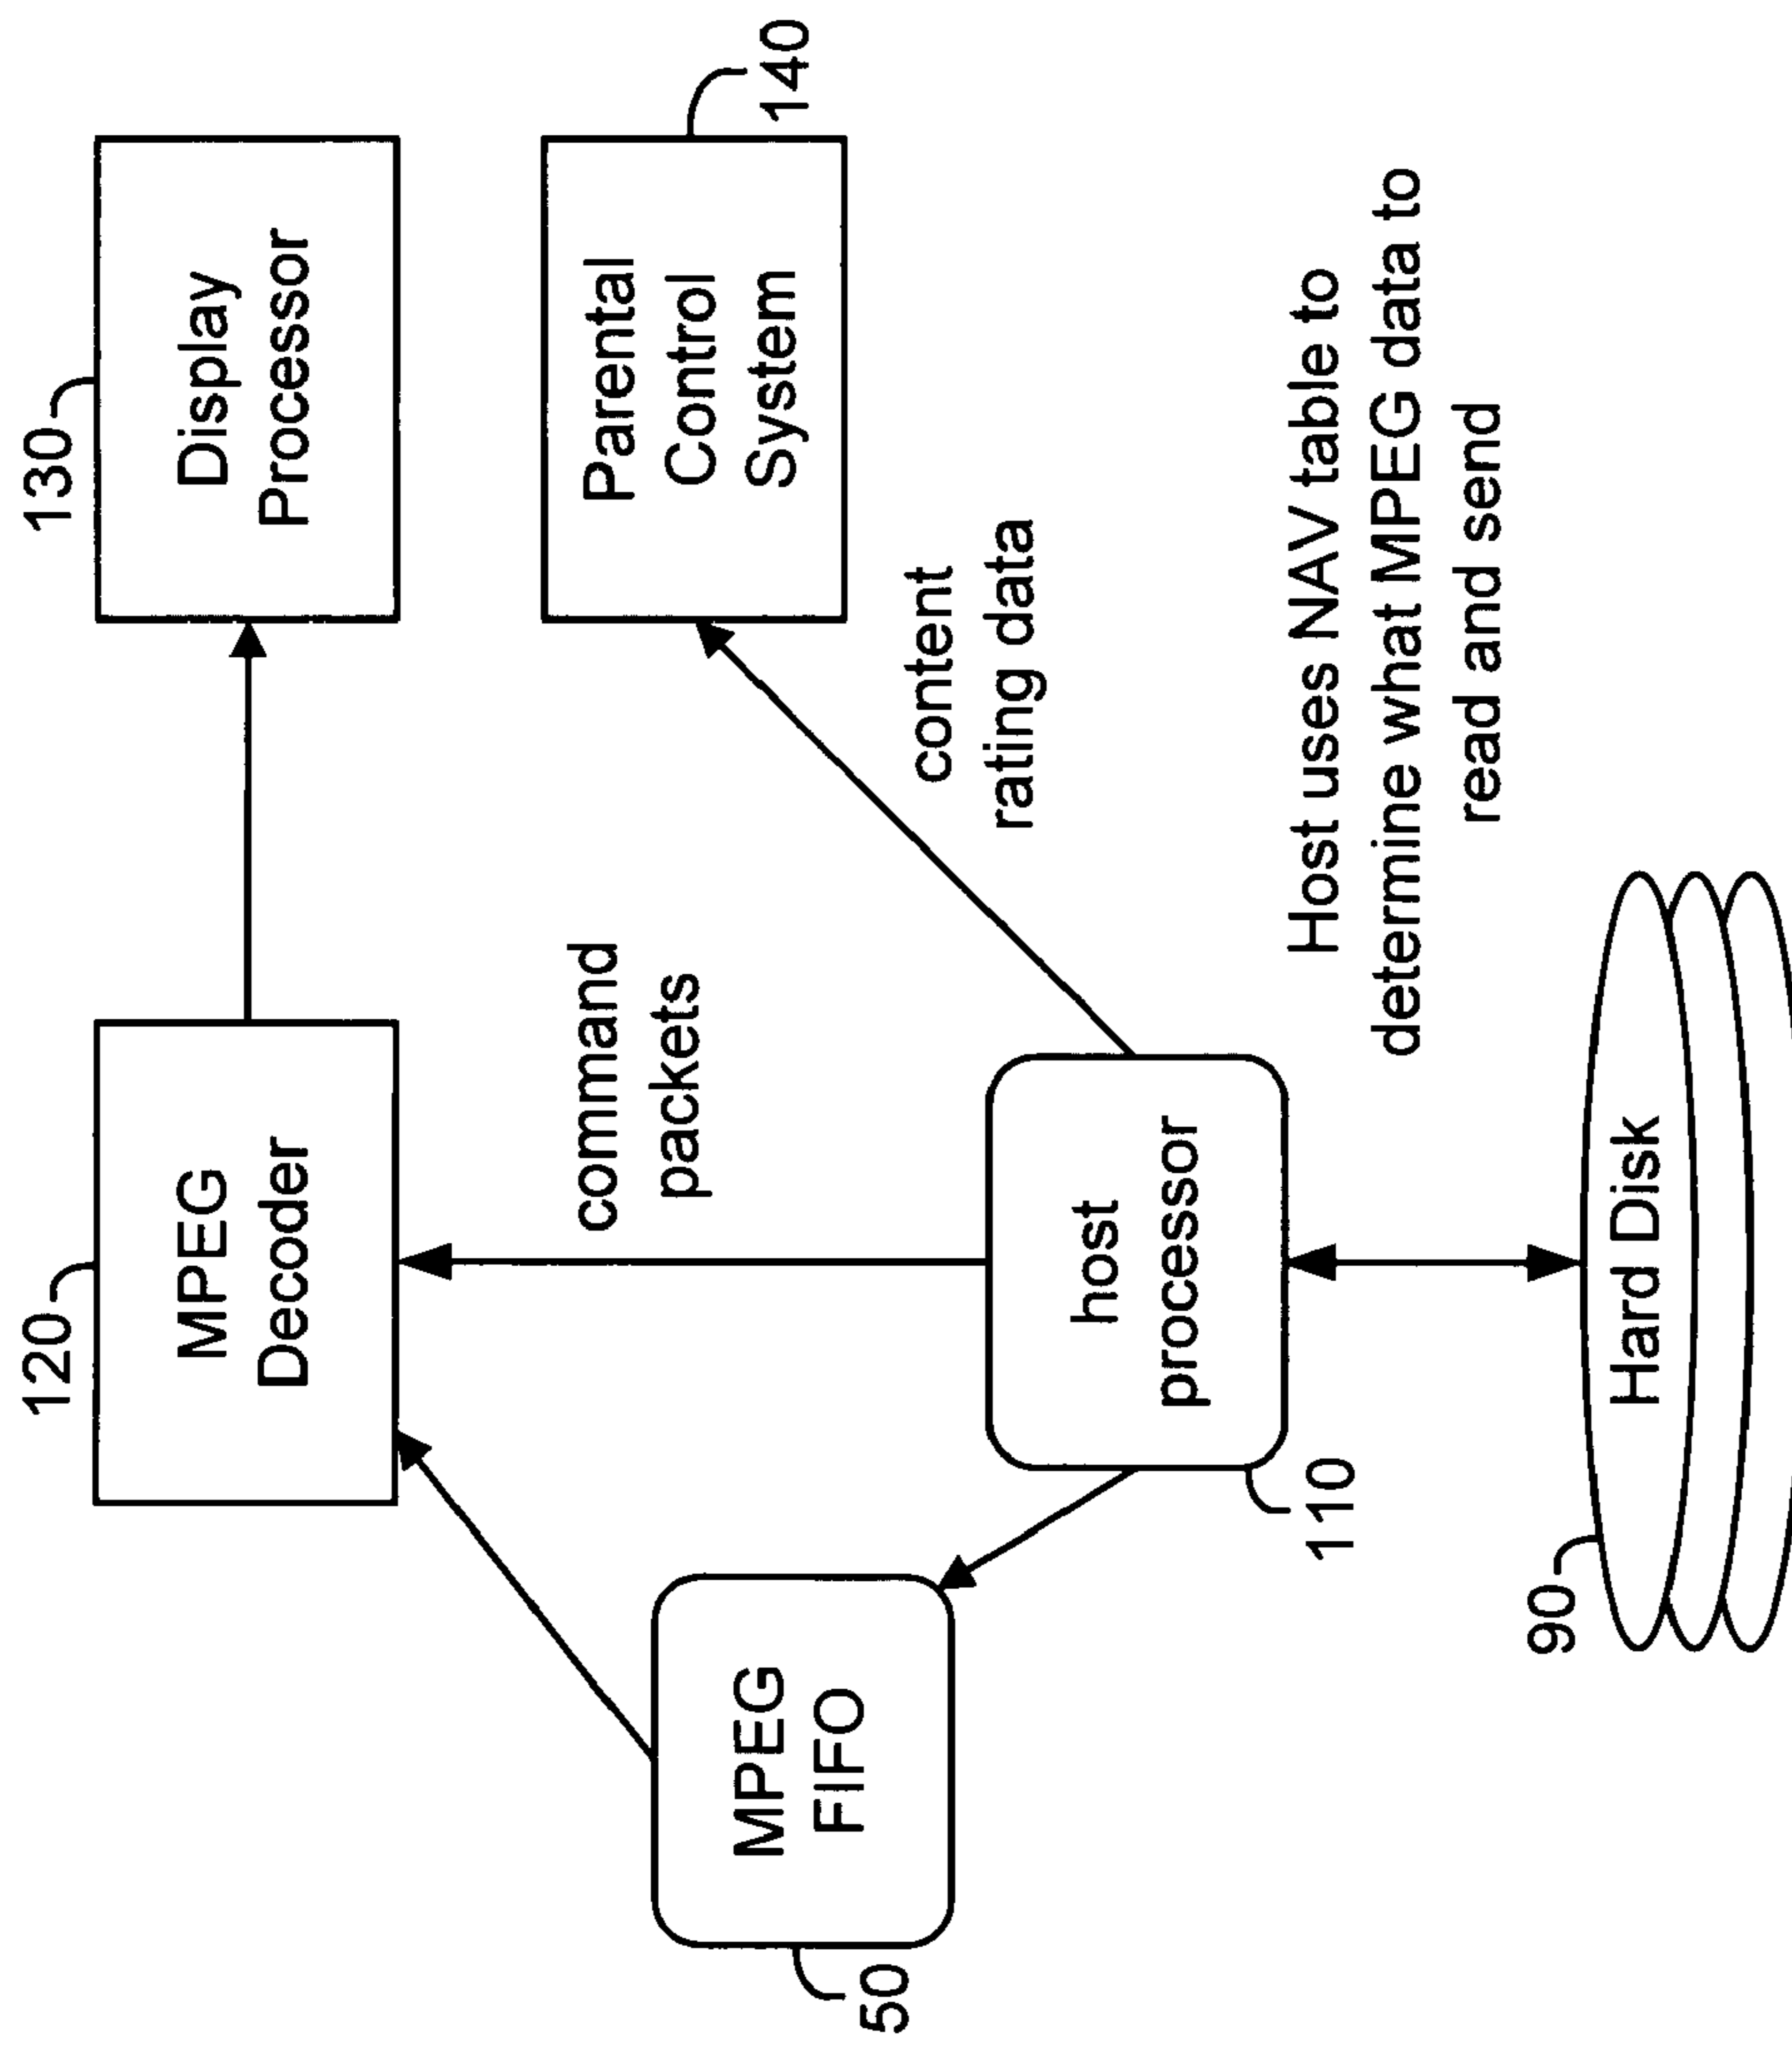 120
MPEG
Decoder
130
Display
Processor
command
packets
Parental
Control
System
140
MPEG
FIFO
50
host
processor
110
content
rating data
Host uses NAV table to
determine what MPEG data to
read and send
90
Hard Disk